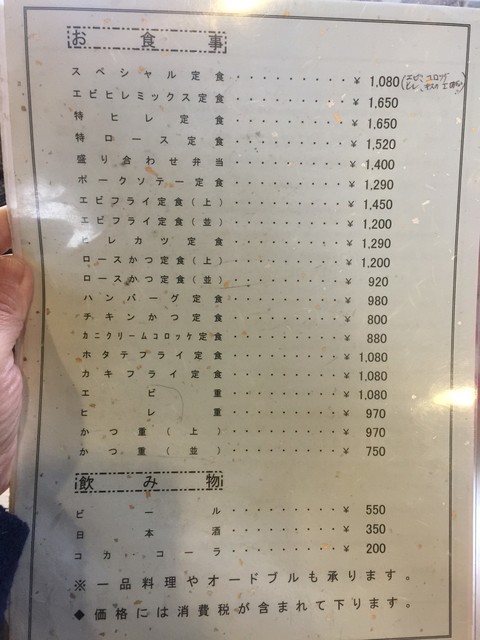 お食事
スペシャル定食・・・・・・・・・¥ 1,080
エビヒレミックス定食・・・・・・・・・¥ 1,650
特ヒレ定食・・・・・・・・・¥ 1,650
特ロース定食・・・・・・・・・¥ 1,520
盛り合わせ弁当・・・・・・・・・¥ 1,400
ポークソテー定食・・・・・・・・・¥ 1,290
エビフライ定食(上)・・・・・・・・・¥ 1,450
エビフライ定食(並)・・・・・・・・・¥ 1,200
ヒレカツ定食・・・・・・・・・¥ 1,290
ロースかつ定食(上)・・・・・・・・・¥ 1,200
ロースかつ定食(並)・・・・・・・・・¥ 920
ハンバーグ定食・・・・・・・・・¥ 980
チキンかつ定食・・・・・・・・・¥ 800
カニクリームコロッケ定食・・・・・・・・・¥ 880
ホタテフライ定食・・・・・・・・・¥ 1,080
カキフライ定食・・・・・・・・・¥ 1,080
エビ重・・・・・・・・・¥ 1,080
ヒレ重・・・・・・・・・¥ 970
かつ重(上)・・・・・・・・・¥ 970
かつ重(並)・・・・・・・・・¥ 750
飲み物
ビール・・・・・・・・・¥ 550
日本酒・・・・・・・・・¥ 350
コカ・コーラ・・・・・・・・・¥ 200
※一品料理やオードブルも承ります。
◆価格には消費税が含まれて下ります。